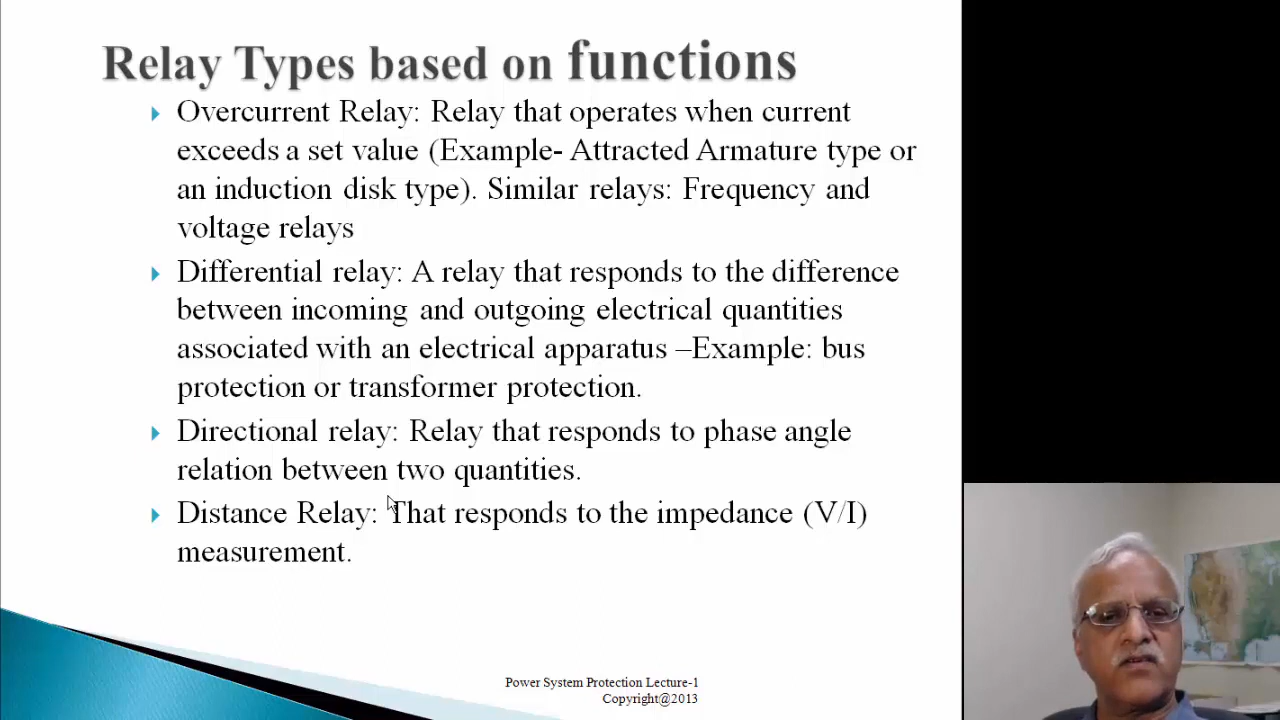 Relay Types based on functions
Overcurrent Relay: Relay that operates when current
exceeds a set value (Example- Attracted Armature type or
an induction disk type). Similar relays: Frequency and
voltage relays
Differential relay: A relay that responds to the difference
between incoming and outgoing electrical quantities
associated with an electrical apparatus –Example: bus
protection or transformer protection.
Directional relay: Relay that responds to phase angle
relation between two quantities.
Distance Relay: That responds to the impedance (V/I)
measurement.
Power System Protection Lecture-1
Copyright@2013